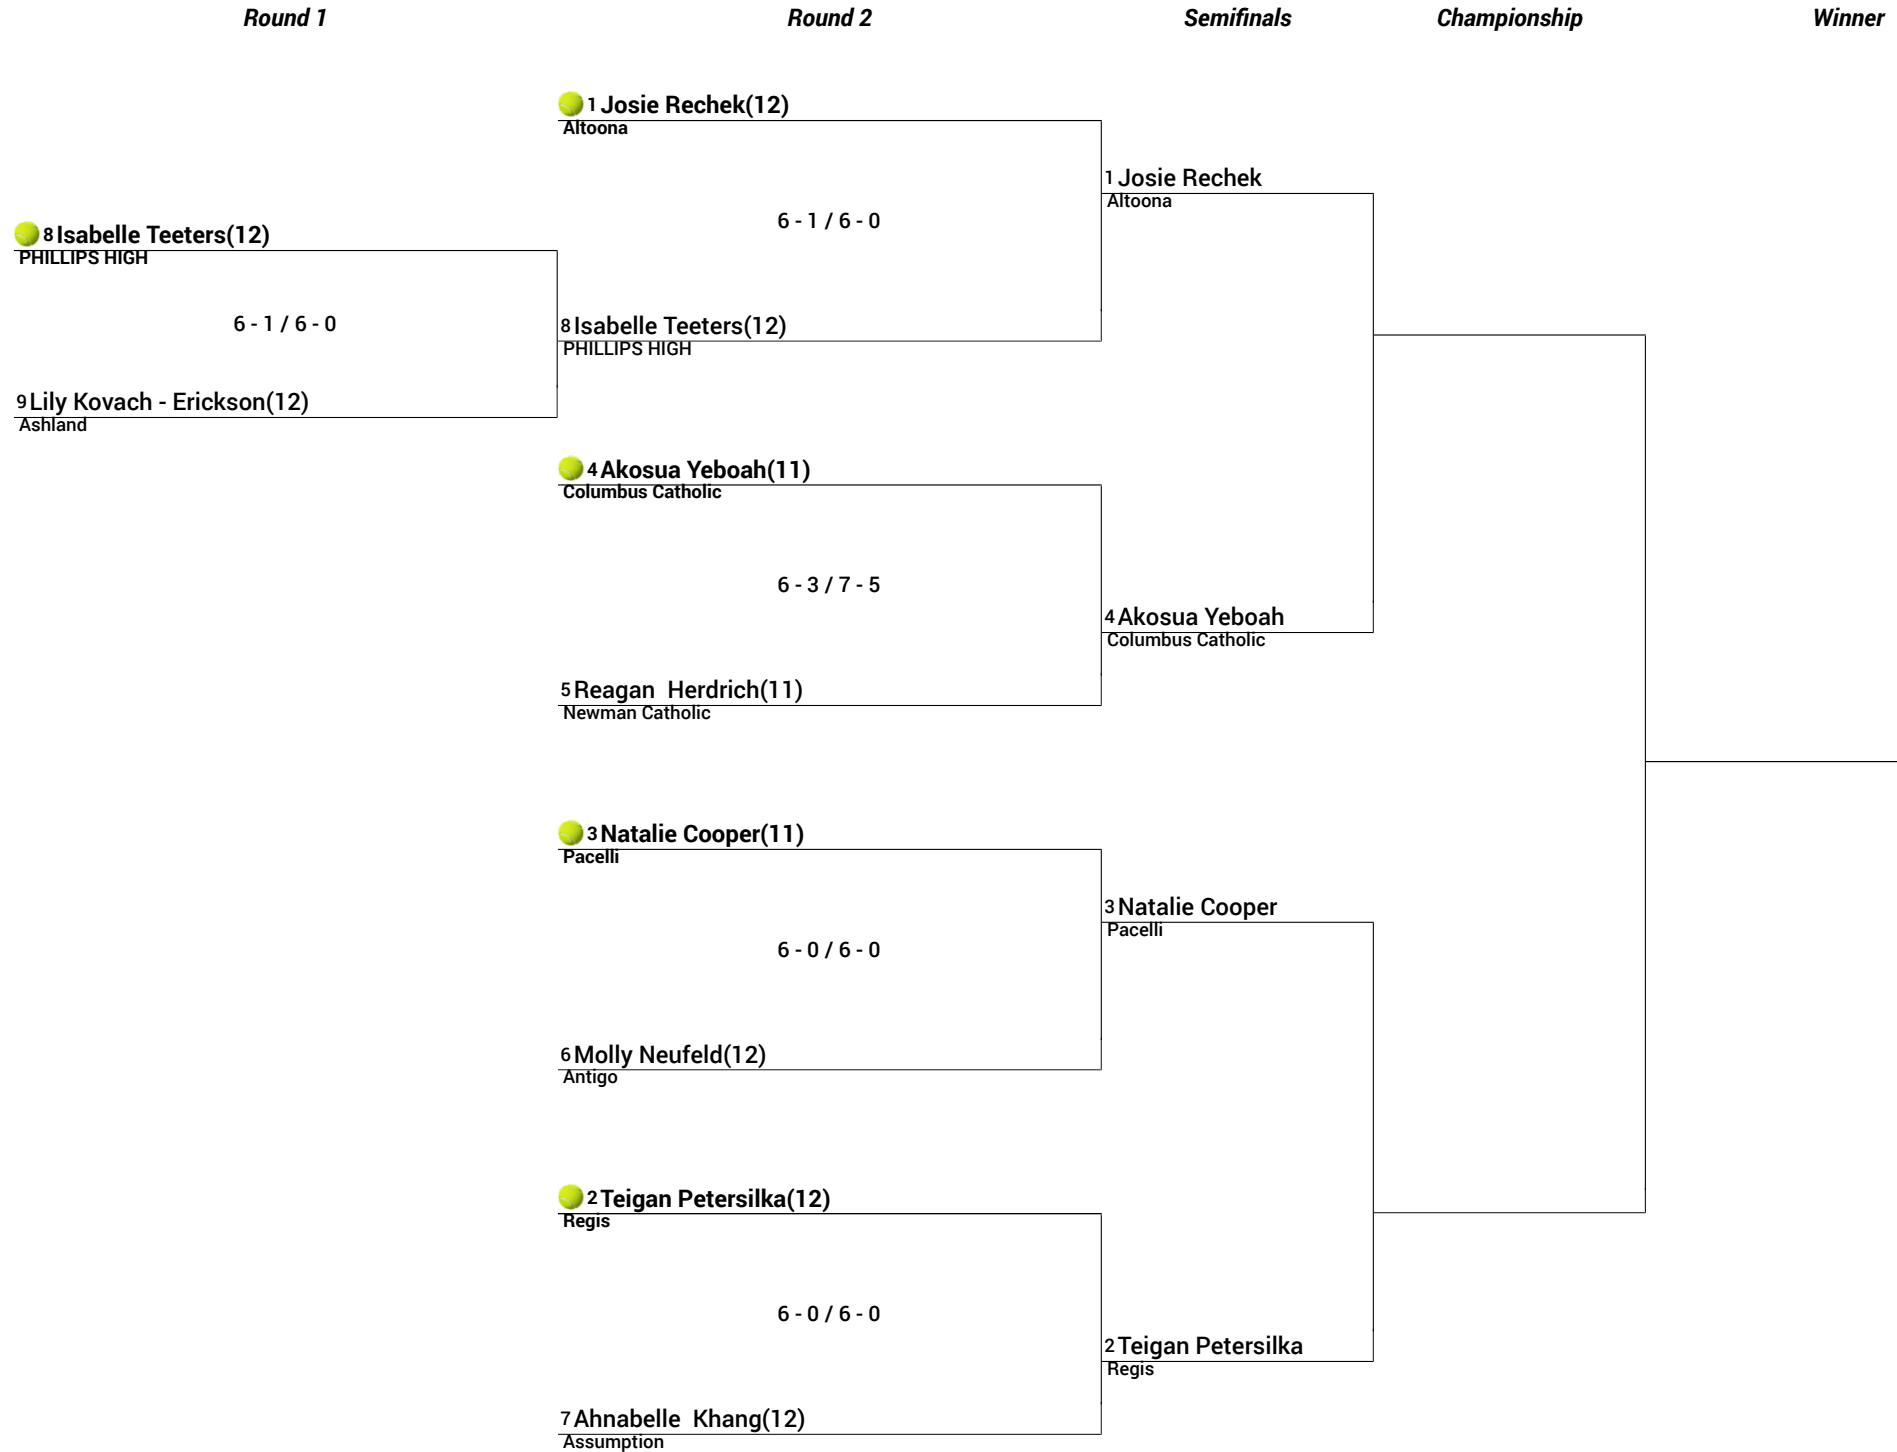 Round 1
Round 2
Semifinals
Championship
Winner
1 Josie Rechek(12)
Altoona
1 Josie Rechek
Altoona
6 - 1 / 6 - 0
8 Isabelle Teeters(12)
PHILLIPS HIGH
6 - 1 / 6 - 0
8 Isabelle Teeters(12)
PHILLIPS HIGH
9 Lily Kovach - Erickson(12)
Ashland
4 Akosua Yeboah(11)
Columbus Catholic
6 - 3 / 7 - 5
4 Akosua Yeboah
Columbus Catholic
5 Reagan  Herdrich(11)
Newman Catholic
3 Natalie Cooper(11)
Pacelli
3 Natalie Cooper
Pacelli
6 - 0 / 6 - 0
6 Molly Neufeld(12)
Antigo
2 Teigan Petersilka(12)
Regis
6 - 0 / 6 - 0
2 Teigan Petersilka
Regis
7 Ahnabelle  Khang(12)
Assumption